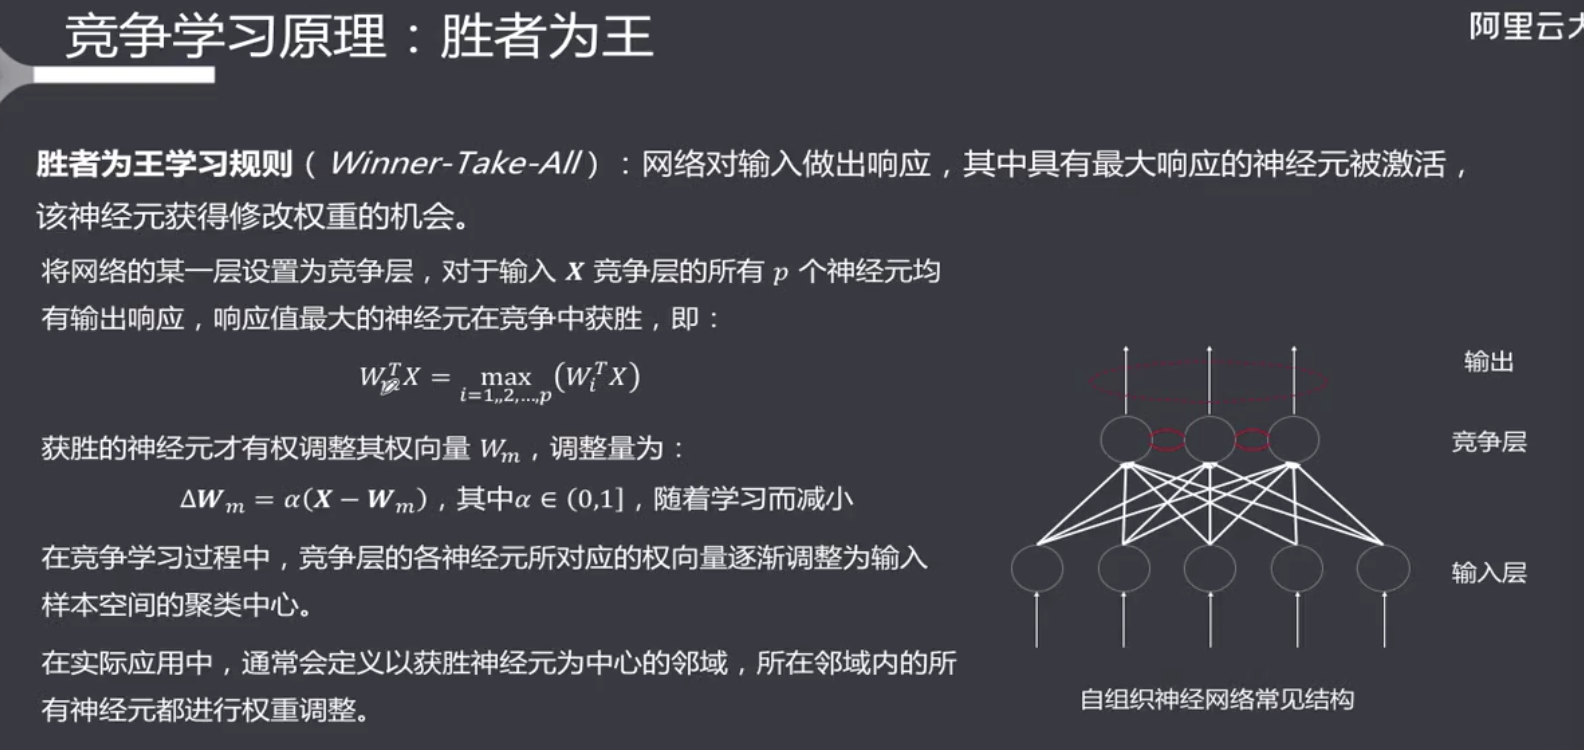 竞争学习原理：胜者为王
阿里云大
胜者为王学习规则（Winner-Take-All）：网络对输入做出响应，其中具有最大响应的神经元被激活，
该神经元获得修改权重的机会。
将网络的某一层设置为竞争层，对于输入 X 竞争层的所有 p 个神经元均
有输出响应，响应值最大的神经元在竞争中获胜，即：
W^T X = max_{i=1,,2,…,p} (W_i^T X)
获胜的神经元才有权调整其权向量 W_m，调整量为：
ΔW_m = α(X − W_m)，其中α ∈ (0,1]，随着学习而减小
在竞争学习过程中，竞争层的各神经元所对应的权向量逐渐调整为输入
样本空间的聚类中心。
在实际应用中，通常会定义以获胜神经元为中心的邻域，所在邻域内的所
有神经元都进行权重调整。
输出
竞争层
输入层
自组织神经网络常见结构